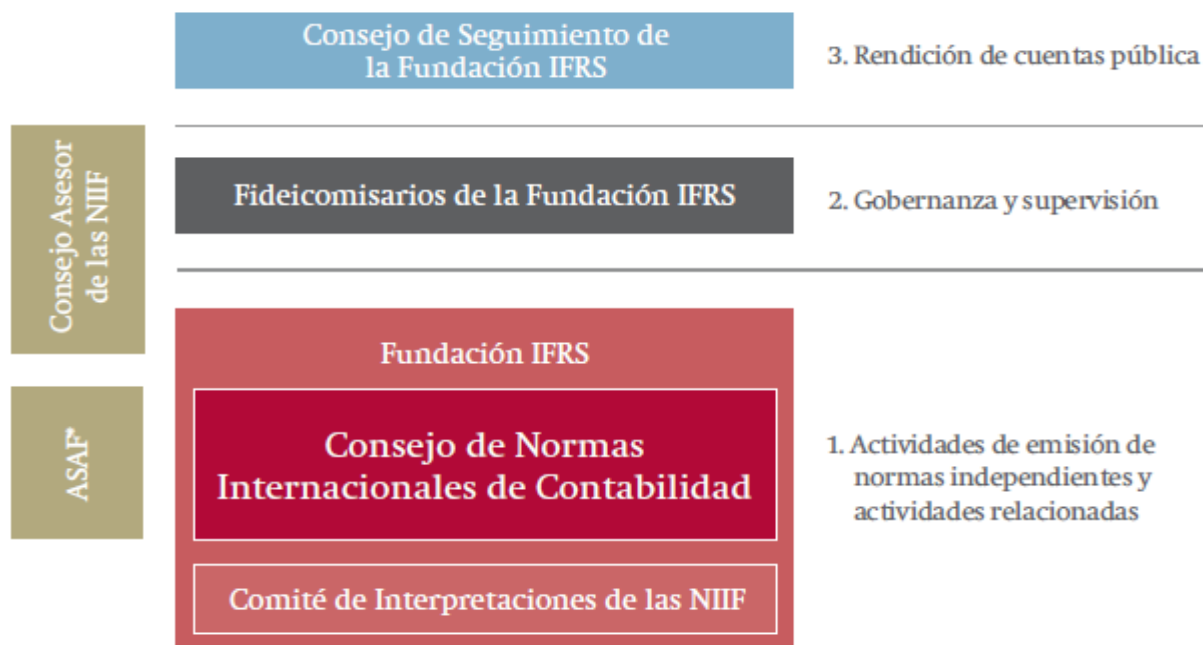 Consejo de Seguimiento de
la Fundación IFRS
3. Rendición de cuentas pública
Consejo Asesor
de las NIIF
Fideicomisarios de la Fundación IFRS
2. Gobernanza y supervisión
ASAF*
Fundación IFRS
Consejo de Normas
Internacionales de Contabilidad
Comité de Interpretaciones de las NIIF
1. Actividades de emisión de
normas independientes y
actividades relacionadas